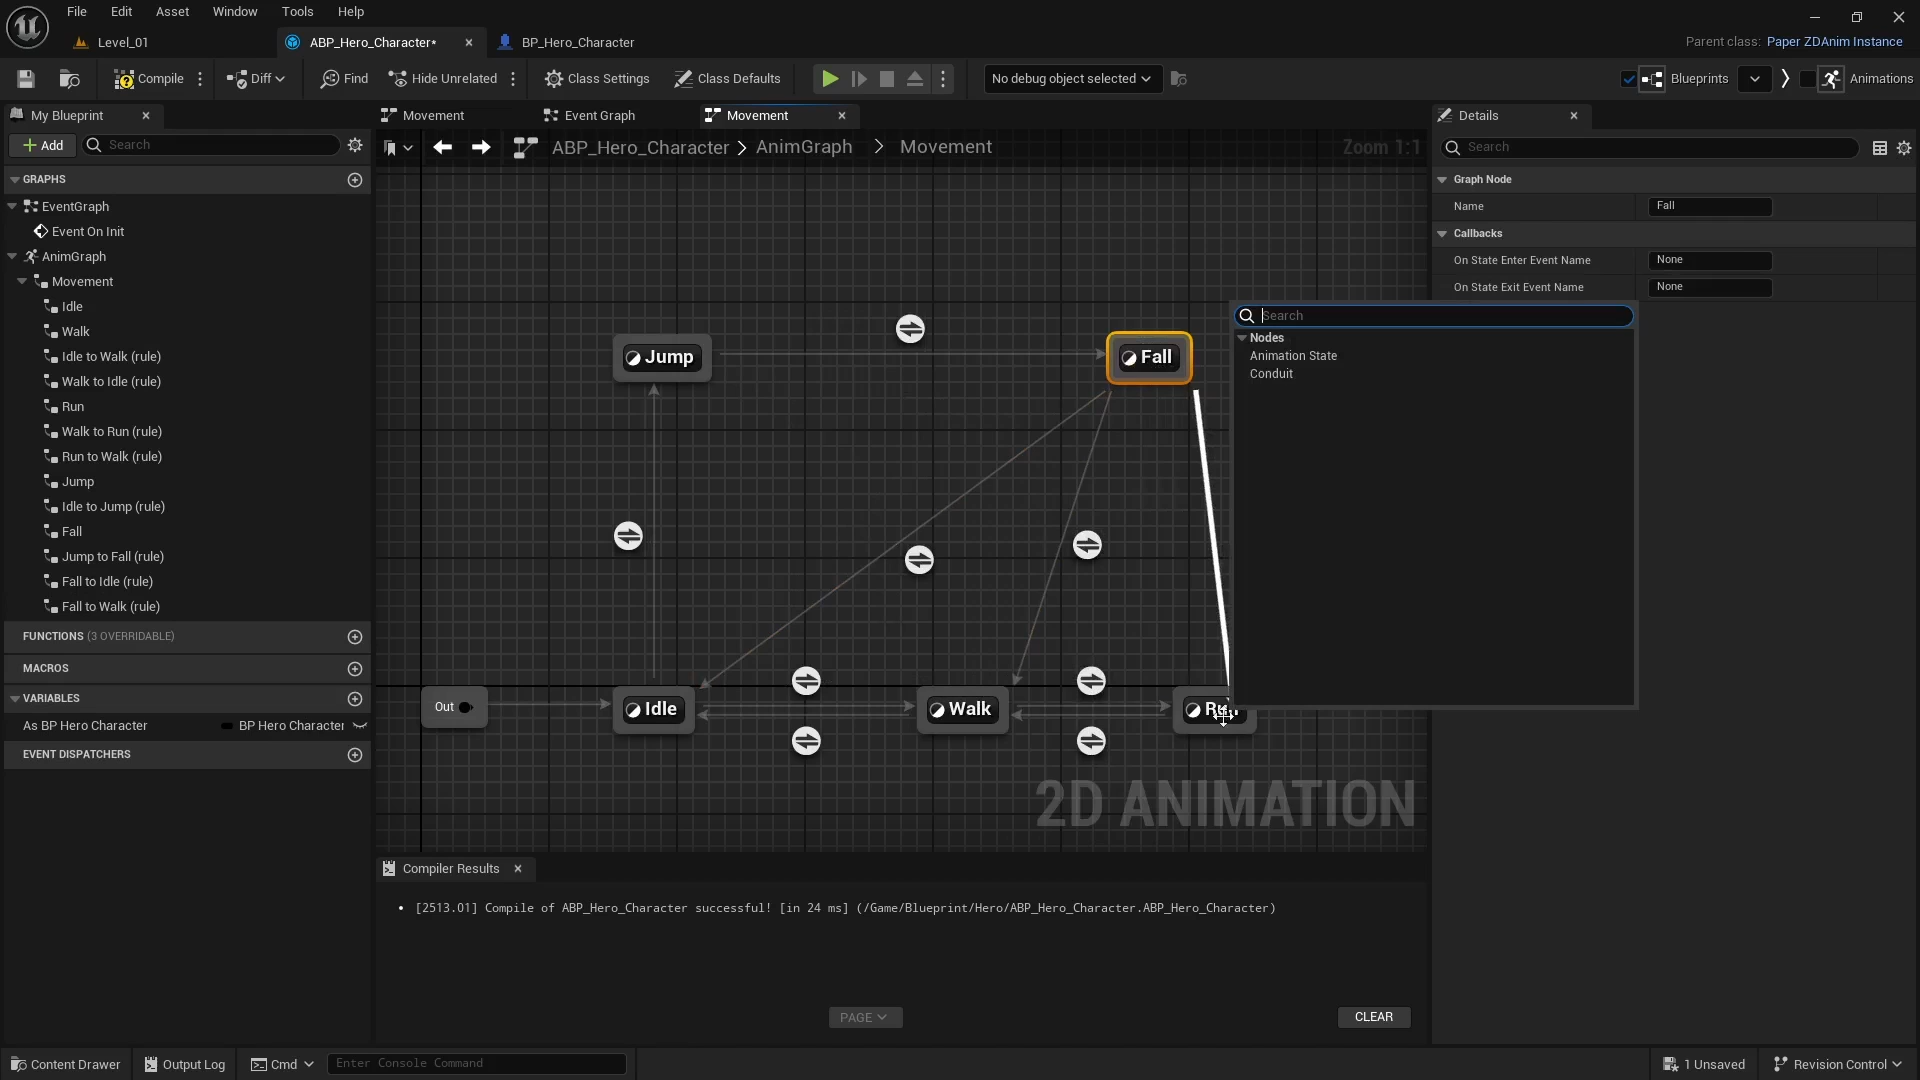 File Edit Asset Window Tools Help
Level_01
ABP_Hero_Character*
BP_Hero_Character
Parent class: Paper ZDAnim Instance
Compile
Diff
Find
Hide Unrelated
Class Settings
Class Defaults
No debug object selected
Blueprints
Animations
My Blueprint
Add
Search
GRAPHS
EventGraph
Event On Init
AnimGraph
Movement
Idle
Walk
Idle to Walk (rule)
Walk to Idle (rule)
Run
Walk to Run (rule)
Run to Walk (rule)
Jump
Idle to Jump (rule)
Fall
Jump to Fall (rule)
Fall to Idle (rule)
Fall to Walk (rule)
FUNCTIONS (3 OVERRIDABLE)
MACROS
VARIABLES
As BP Hero Character BP Hero Character
EVENT DISPATCHERS
Movement
Event Graph
Movement
ABP_Hero_Character > AnimGraph > Movement
Zoom 1:1
Jump
Fall
Out
Idle
Walk
Run
2D ANIMATION
Search
Nodes
Animation State
Conduit
Details
Search
Graph Node
Name Fall
Callbacks
On State Enter Event Name None
On State Exit Event Name None
Compiler Results
• [2513.01] Compile of ABP_Hero_Character successful! [in 24 ms] (/Game/Blueprint/Hero/ABP_Hero_Character.ABP_Hero_Character)
PAGE
CLEAR
Content Drawer
Output Log
Cmd
Enter Console Command
1 Unsaved
Revision Control